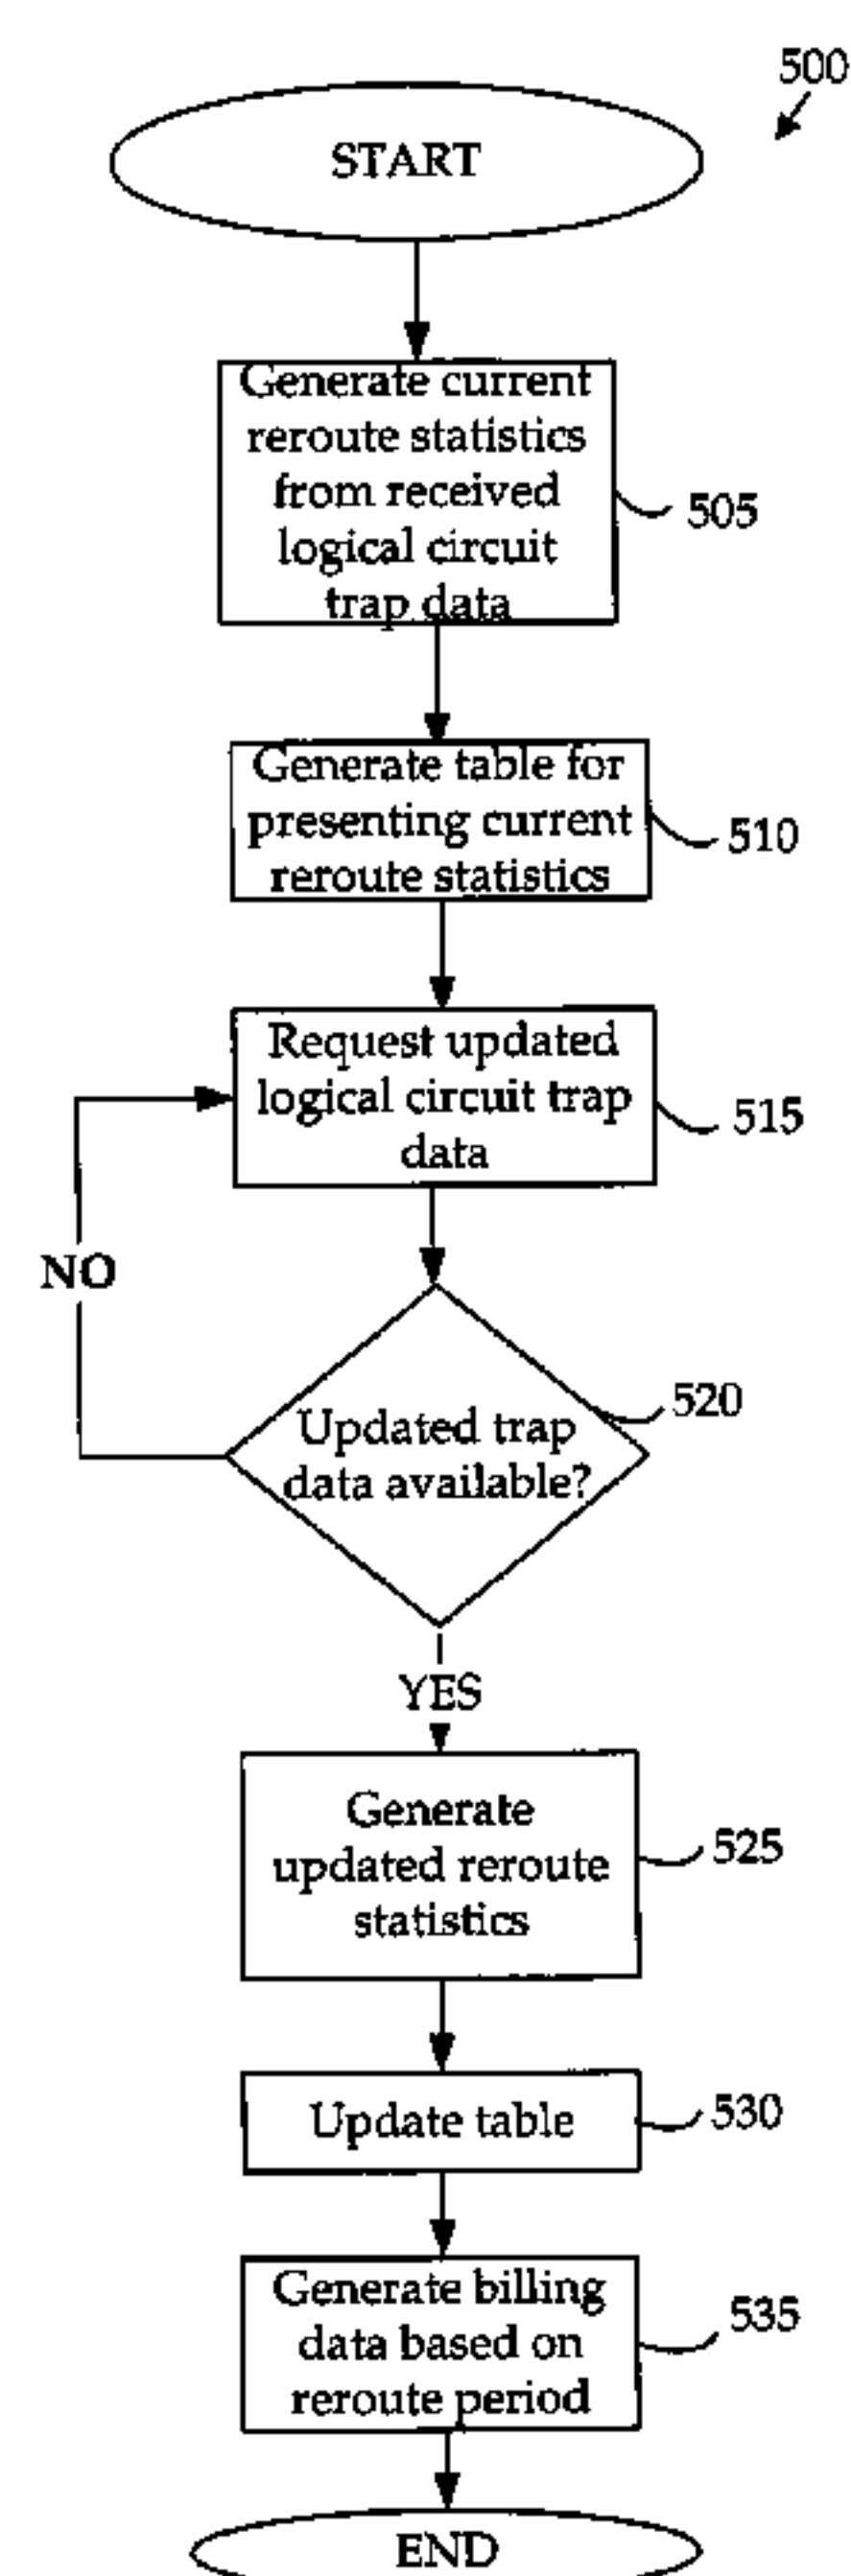 500
START
Generate current
reroute statistics
from received
logical circuit
trap data
505
Generate table for
presenting current
reroute statistics
510
Request updated
logical circuit trap
data
515
NO
520
Updated trap
data available?
YES
Generate
updated reroute
statistics
525
Update table
530
Generate billing
data based on
reroute period
535
END